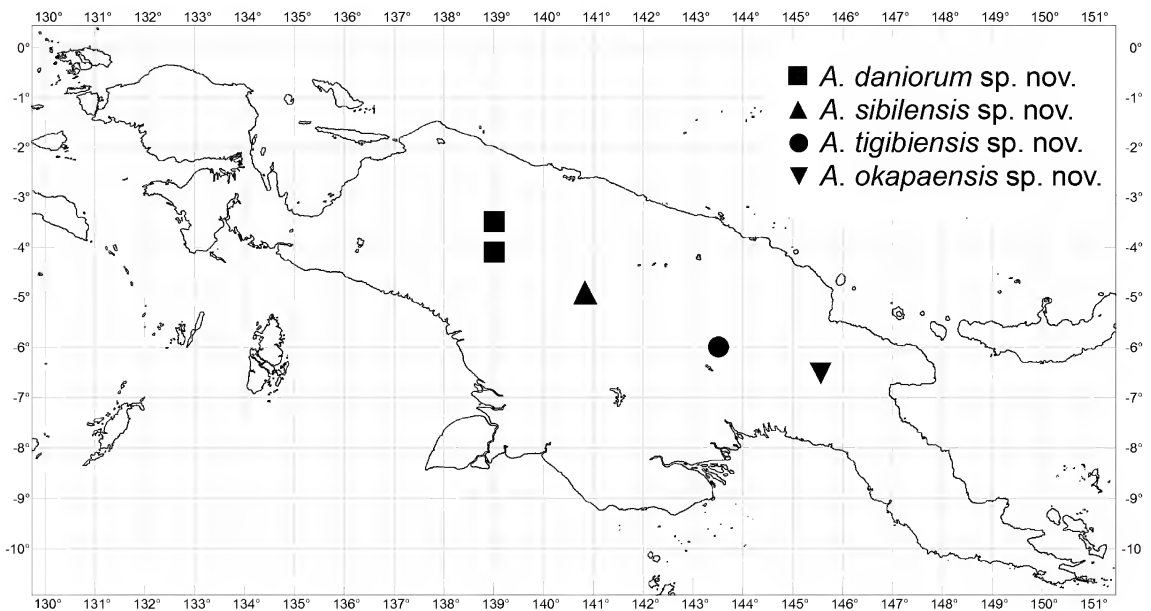 130° 131° 132° 133° 134° 135° 136° 137° 138° 139° 140° 141° 142° 143° 144° 145° 146° 147° 148° 149° 150° 151°
0° 0°
■ A. daniorum sp. nov.
-1° -1°
▲ A. sibilensis sp. nov.
● A. tigibiensis sp. nov.
-2° -2°
▼ A. okapaensis sp. nov.
-3° -3°
-4° -4°
-5° -5°
-6° -6°
-7° -7°
-8° -8°
-9° -9°
-10° -10
130° 131° 132° 133° 134° 135° 136° 137° 138° 139° 140° 141° 142° 143° 144° 145° 146° 147° 148° 149° 150° 151°